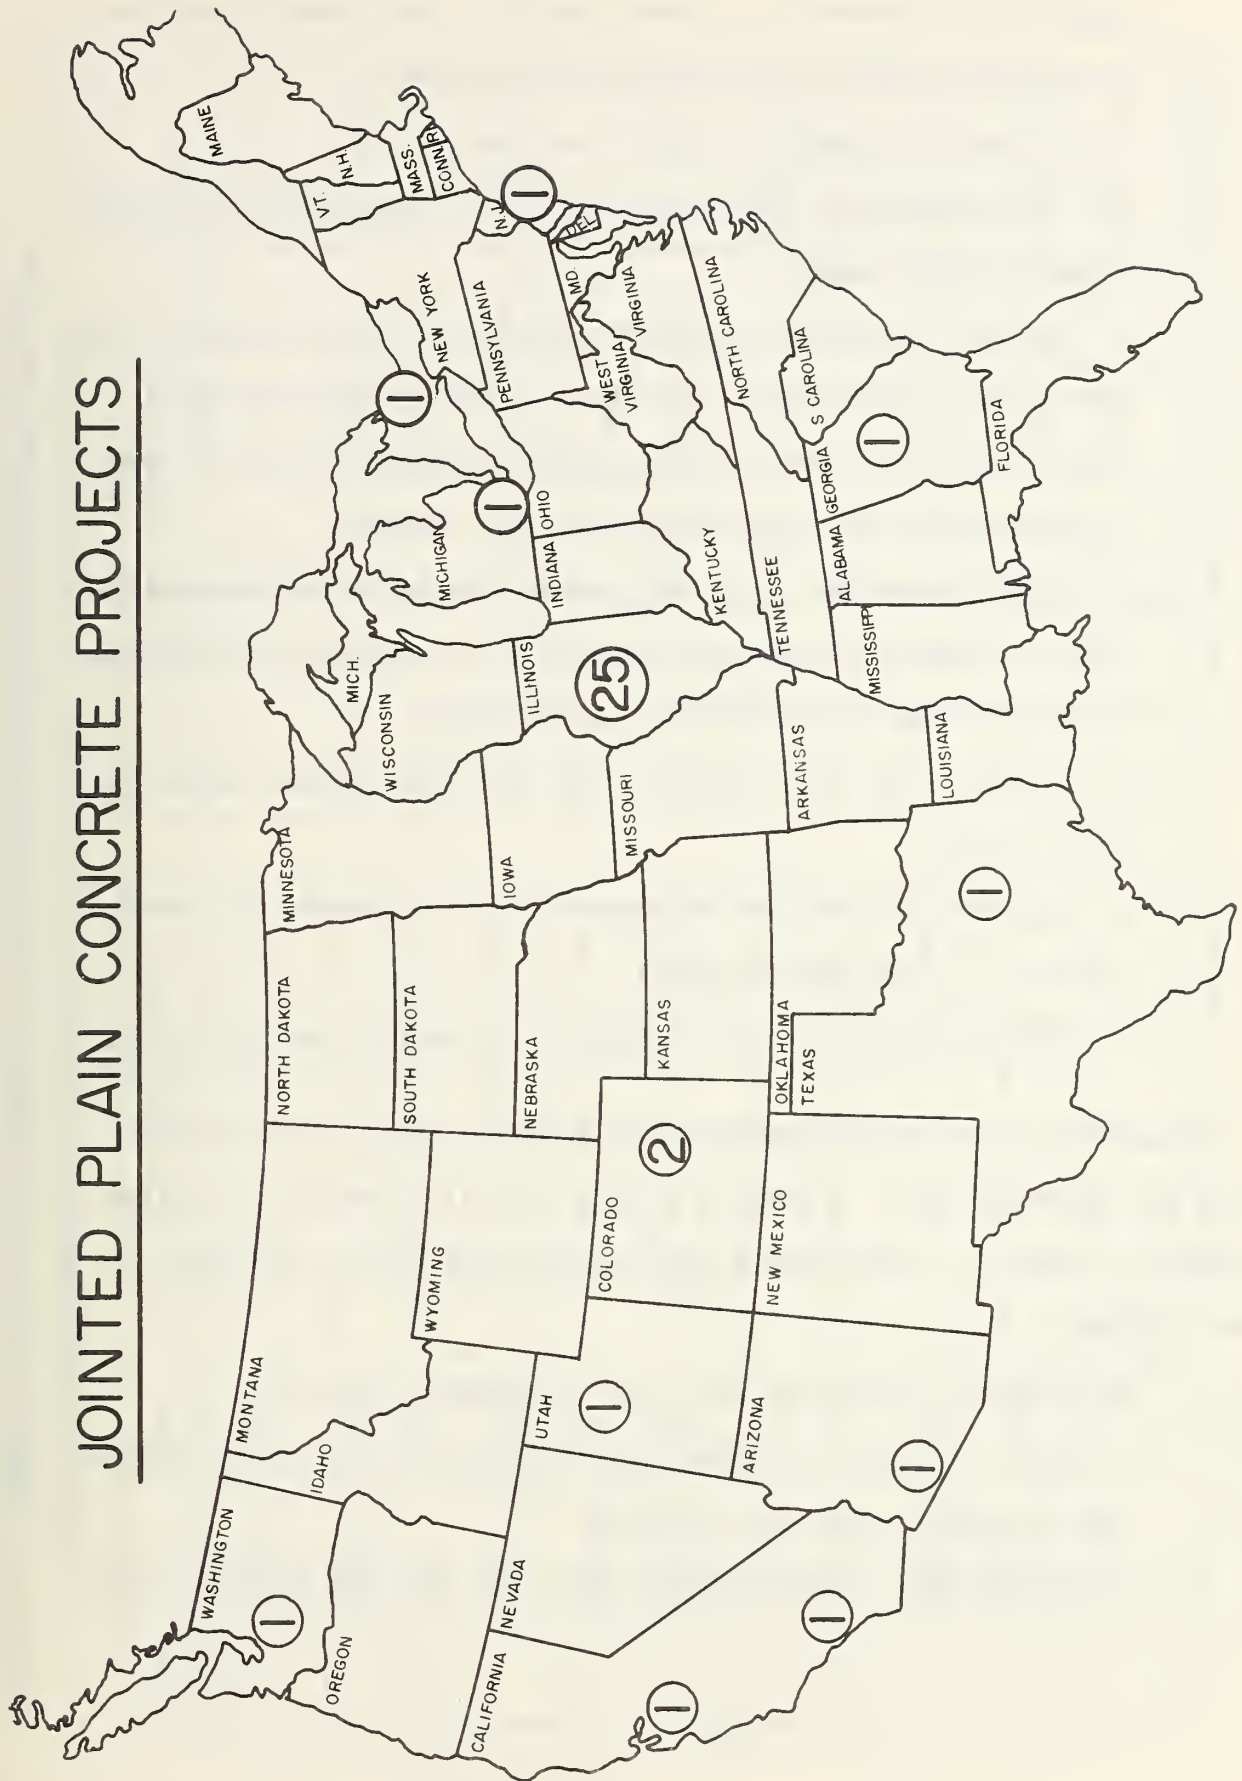 JOINTED PLAIN CONCRETE PROJECTS
WASHINGTON
1
OREGON
CALIFORNIA
1
1
NEVADA
IDAHO
MONTANA
WYOMING
UTAH
1
ARIZONA
1
COLORADO
2
NEW MEXICO
NORTH DAKOTA
SOUTH DAKOTA
NEBRASKA
KANSAS
OKLAHOMA
TEXAS
1
MINNESOTA
IOWA
MISSOURI
ARKANSAS
LOUISIANA
WISCONSIN
MICH.
ILLINOIS
25
MICHIGAN
1
INDIANA
OHIO
KENTUCKY
TENNESSEE
MISSISSIPPI
ALABAMA
GEORGIA
1
FLORIDA
S CAROLINA
NORTH CAROLINA
VIRGINIA
WEST
VIRGINIA
MD.
DEL.
PENNSYLVANIA
N.J.
1
NEW YORK
1
CONN.
RI
MASS.
VT.
N.H.
MAINE